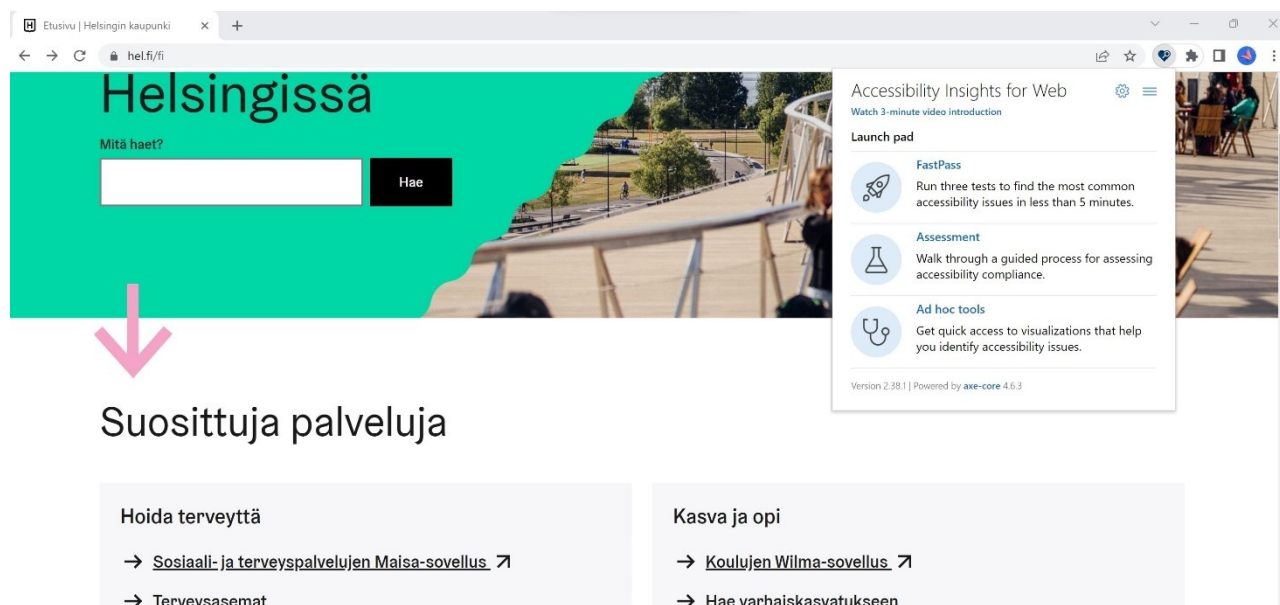 Etusivu | Helsingin kaupunki
hel.fi/fi
Helsingissä
Mitä haet?
Hae
Accessibility Insights for Web
Watch 3-minute video introduction
Launch pad
FastPass
Run three tests to find the most common
accessibility issues in less than 5 minutes.
Assessment
Walk through a guided process for assessing
accessibility compliance.
Ad hoc tools
Get quick access to visualizations that help
you identify accessibility issues.
Version 2.38.1 | Powered by axe-core 4.6.3
Suosittuja palveluja
Hoida terveyttä
Sosiaali- ja terveyspalvelujen Maisa-sovellus
Terveysasemat
Kasva ja opi
Koulujen Wilma-sovellus
Hae varhaiskasvatukseen